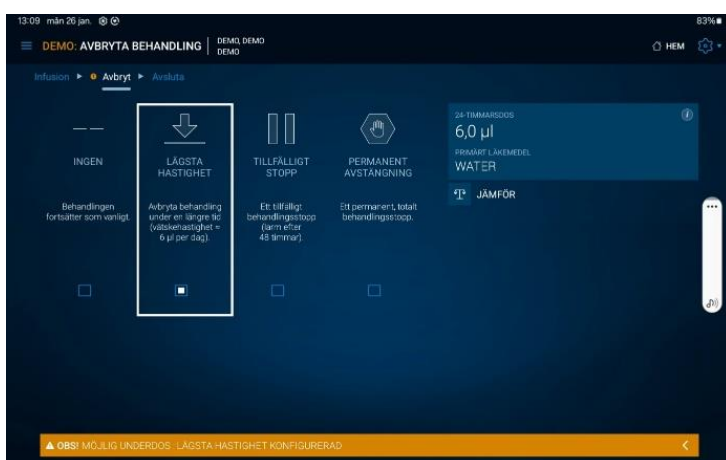 13:09 mån 26 jan.
83%
DEMO: AVBRYTA BEHANDLING
DEMO, DEMO
DEMO
HEM
Infusion ► Avbryt ► Avsluta
INGEN
Behandlingen
fortsätter som vanligt.
LÄGSTA
HASTIGHET
Avbryta behandling
under en längre tid
(vätskehastighet ≈
6 µl per dag).
TILLFÄLLIGT
STOPP
Ett tillfälligt
behandlingsstopp
(larm efter
48 timmar).
PERMANENT
AVSTÄNGNING
Ett permanent, totalt
behandlingsstopp.
24-TIMMARSDOS
6,0 µl
PRIMÄRT LÄKEMEDEL
WATER
JÄMFÖR
OBS! MÖJLIG UNDERDOS : LÄGSTA HASTIGHET KONFIGURERAD